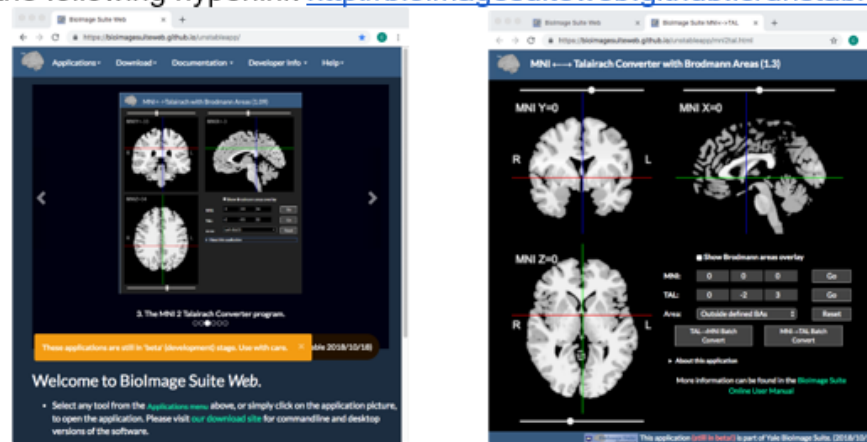 the following hyperlink
BioImage Suite Web
https://bioimagesuiteweb.github.io/unstableapp/
Applications Download Documentation Developer Info Help
MNI<->Talairach with Brodmann Areas (1.09)
3. The MNI 2 Talairach Converter program.
These applications are still in 'beta' (development) stage. Use with care. ×
2018/10/18)
Welcome to BioImage Suite Web.
• Select any tool from the Applications menu above, or simply click on the application picture,
to open the application. Please visit our download site for commandline and desktop
versions of the software.
BioImage Suite Web
BioImage Suite MNI<->TAL
https://bioimagesuiteweb.github.io/unstableapp/mni2tal.html
MNI <—> Talairach Converter with Brodmann Areas (1.3)
MNI Y=0
MNI X=0
R
L
MNI Z=0
R
L
Show Brodmann areas overlay
MNI: 0 0 0 Go
TAL: 0 -2 3 Go
Area: Outside defined BAs Reset
TAL->MNI Batch
Convert
MNI->TAL Batch
Convert
About this application
More information can be found in the BioImage Suite
Online User Manual
This application (still in beta) is part of Yale BioImage Suite.